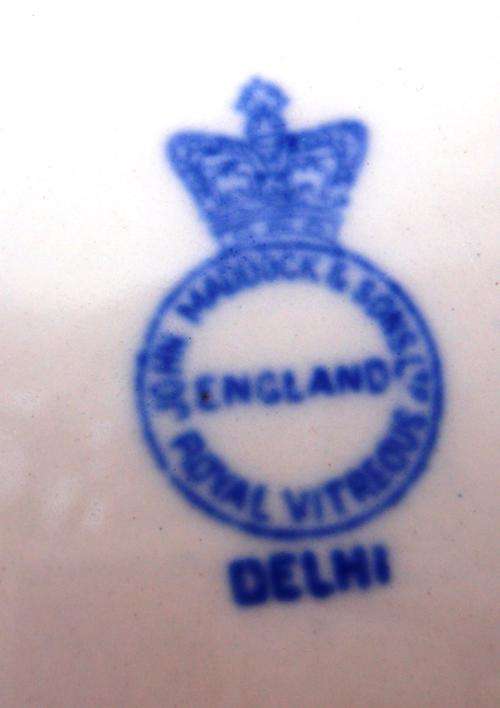 JOHN MADDOCK & SONS LTD
ENGLAND
ROYAL VITREOUS
DELHI